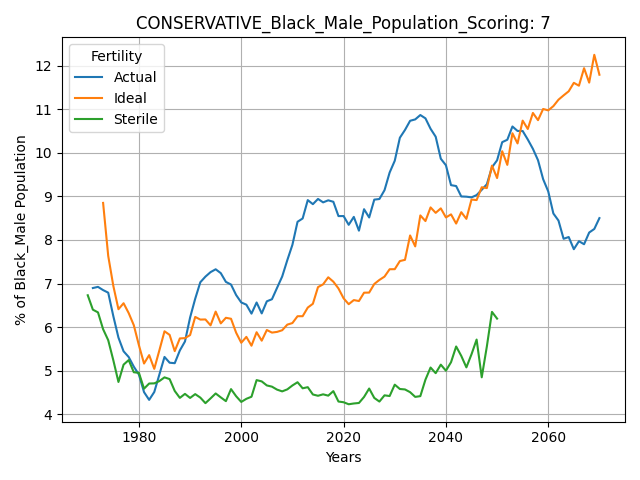 CONSERVATIVE_Black_Male_Population_Scoring: 7
Fertility
Actual
Ideal
Sterile
% of Black_Male Population
12
11
10
9
8
7
6
5
4
1980
2000
2020
2040
2060
Years